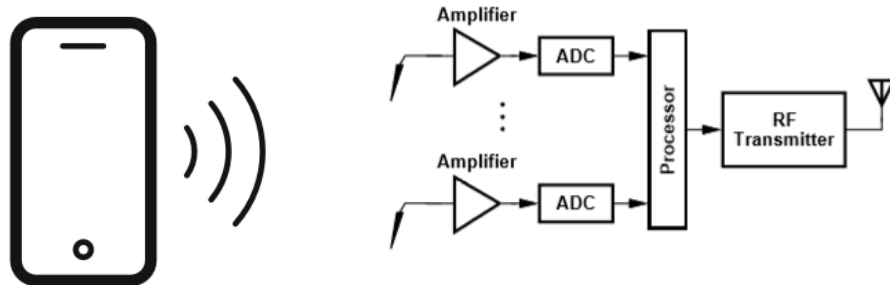 Amplifier
ADC
Amplifier
ADC
Processor
RF
Transmitter